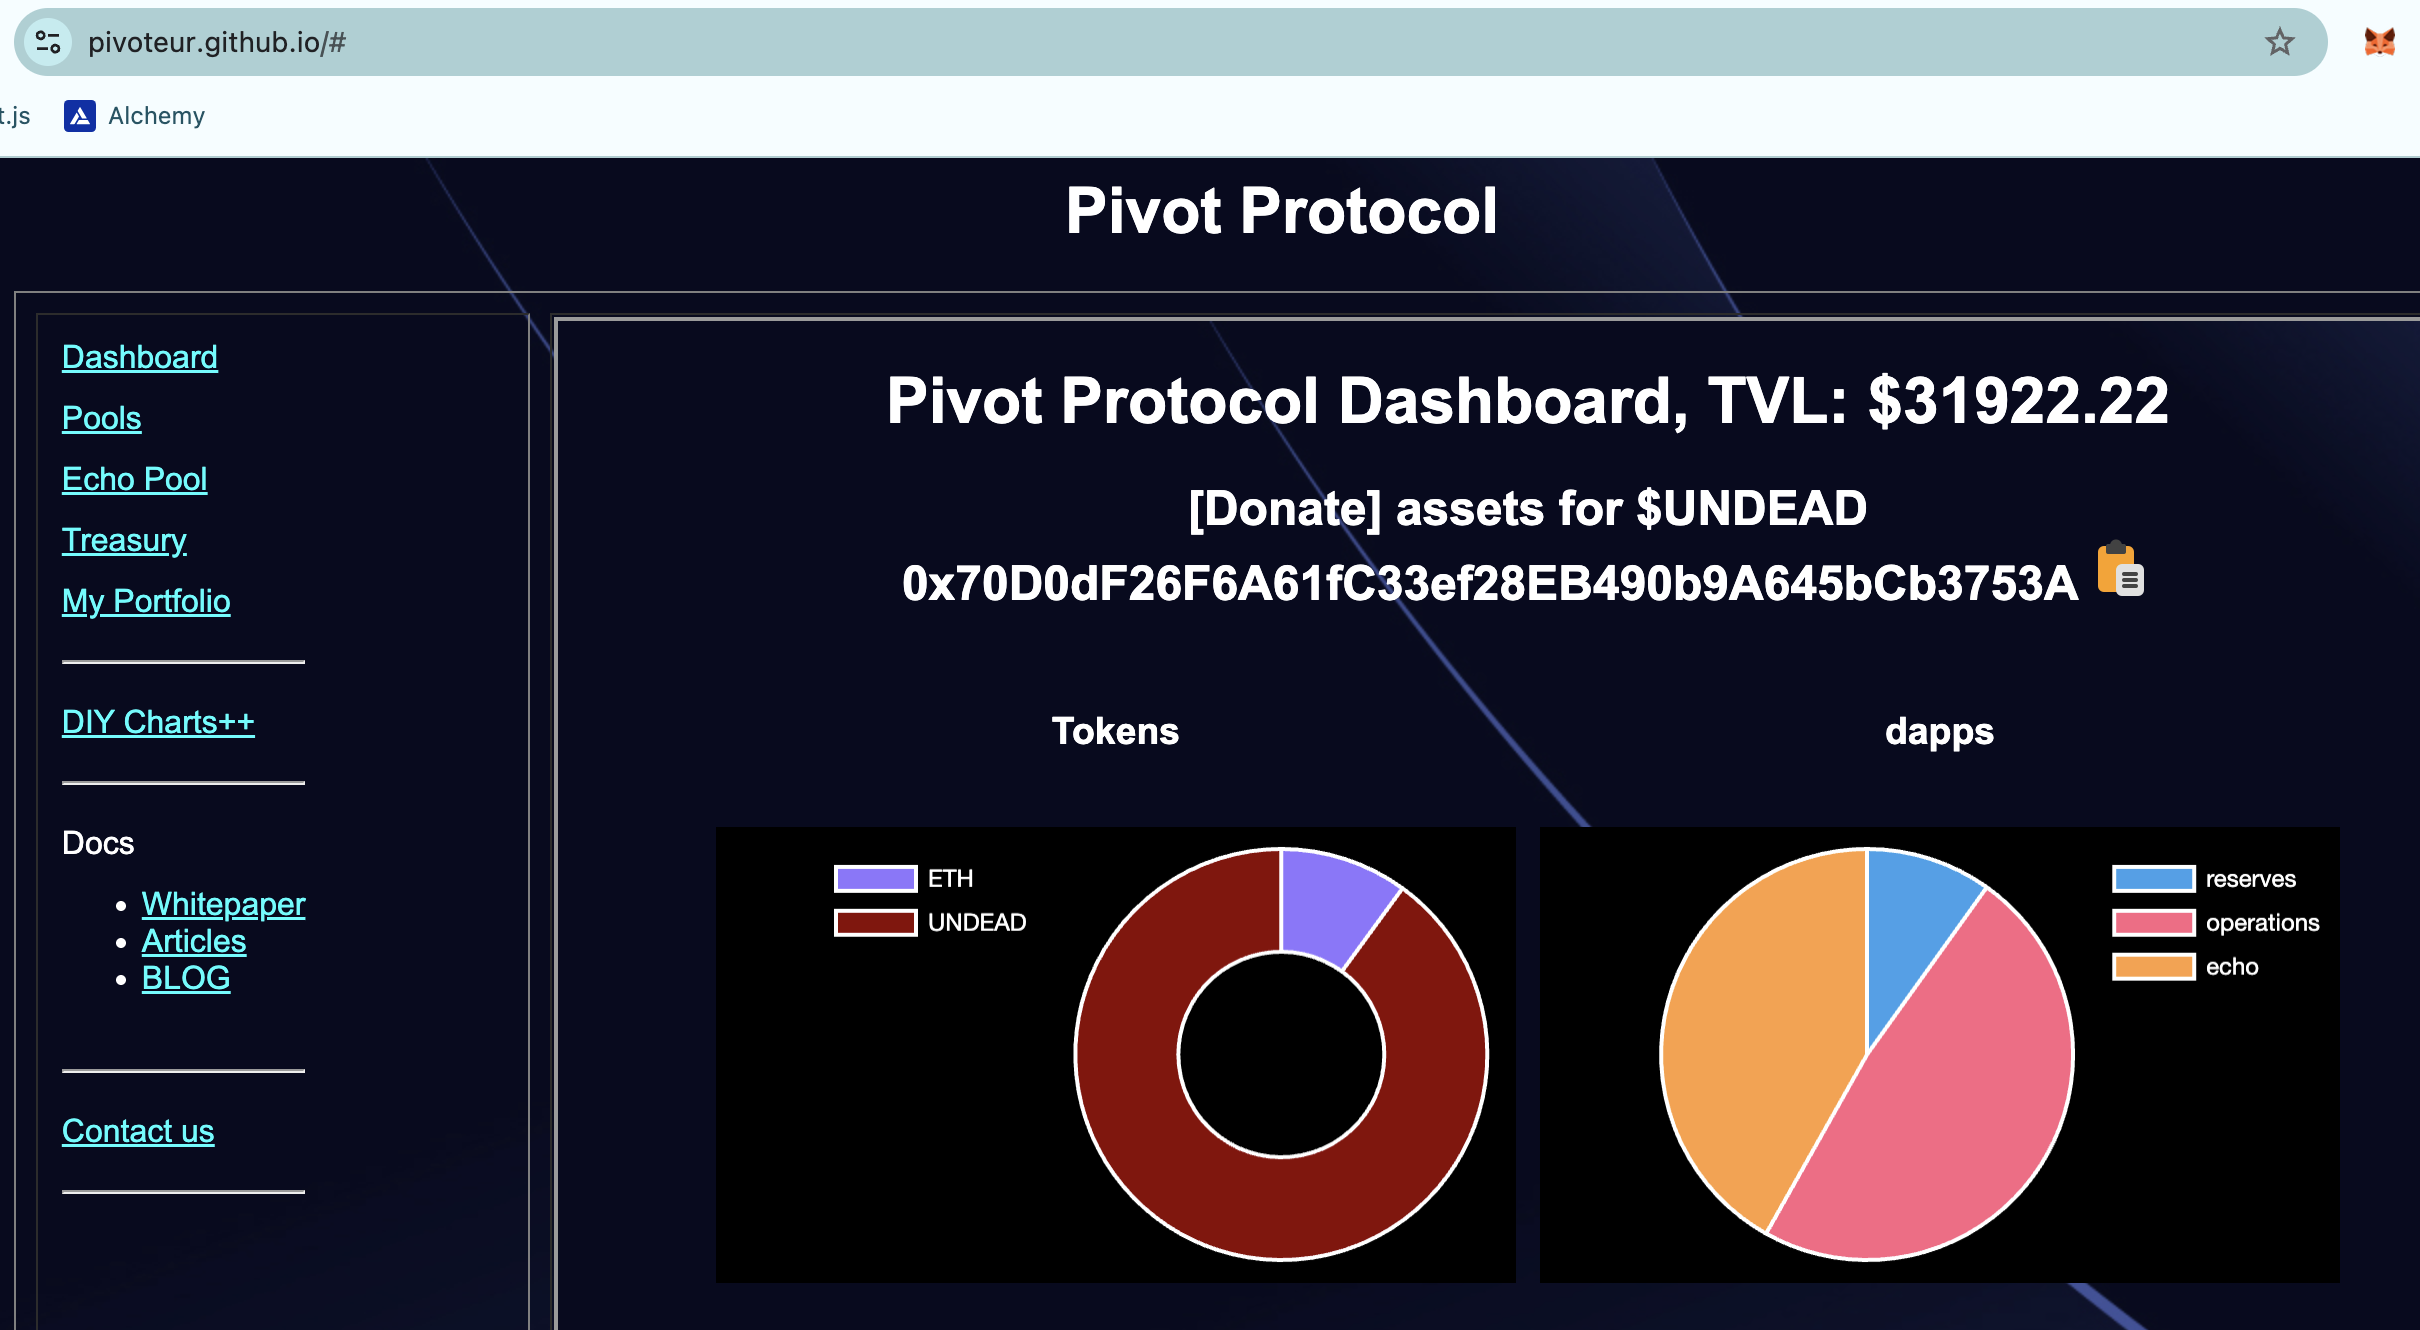 pivoteur.github.io/#
t.js
Alchemy
Pivot Protocol
Dashboard
Pools
Echo Pool
Treasury
My Portfolio
DIY Charts++
Docs
Whitepaper
Articles
BLOG
Contact us
Pivot Protocol Dashboard, TVL: $31922.22
[Donate] assets for $UNDEAD
0x70D0dF26F6A61fC33ef28EB490b9A645bCb3753A
Tokens
ETH
UNDEAD
dapps
reserves
operations
echo